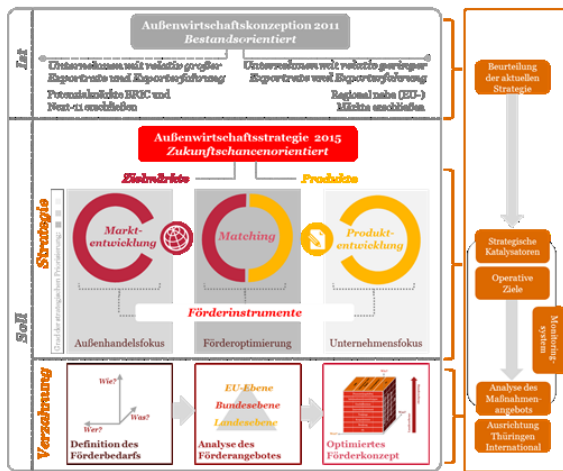 Ist
Außenwirtschaftskonzeption 2011
Bestandsorientiert
Unternehmen mit relativ großer
Exportrate und Exporterfahrung
Potenzialmärkte BRIC und
Next-11 erschließen
Unternehmen mit relativ geringer
Exportrate und Exporterfahrung
Regional nahe (EU-)
Märkte erschließen
Soll
Strategie
Außenwirtschaftsstrategie 2015
Zukunftschancenorientiert
Zielmärkte
Produkte
Grad der strategischen Priorisierung:
Markt-
entwicklung
Matching
Produkt-
entwicklung
Förderinstrumente
Außenhandelsfokus
Förderoptimierung
Unternehmensfokus
Verzahnung
Wie?
Was?
Wer?
Definition des
Förderbedarfs
EU-Ebene
Bundesebene
Landesebene
Analyse des
Förderangebotes
Optimiertes
Förderkonzept
Beurteilung
der aktuellen
Strategie
Strategische
Katalysatoren
Operative
Ziele
Monitoring-
system
Analyse des
Maßnahmen-
angebots
Ausrichtung
Thüringen
International